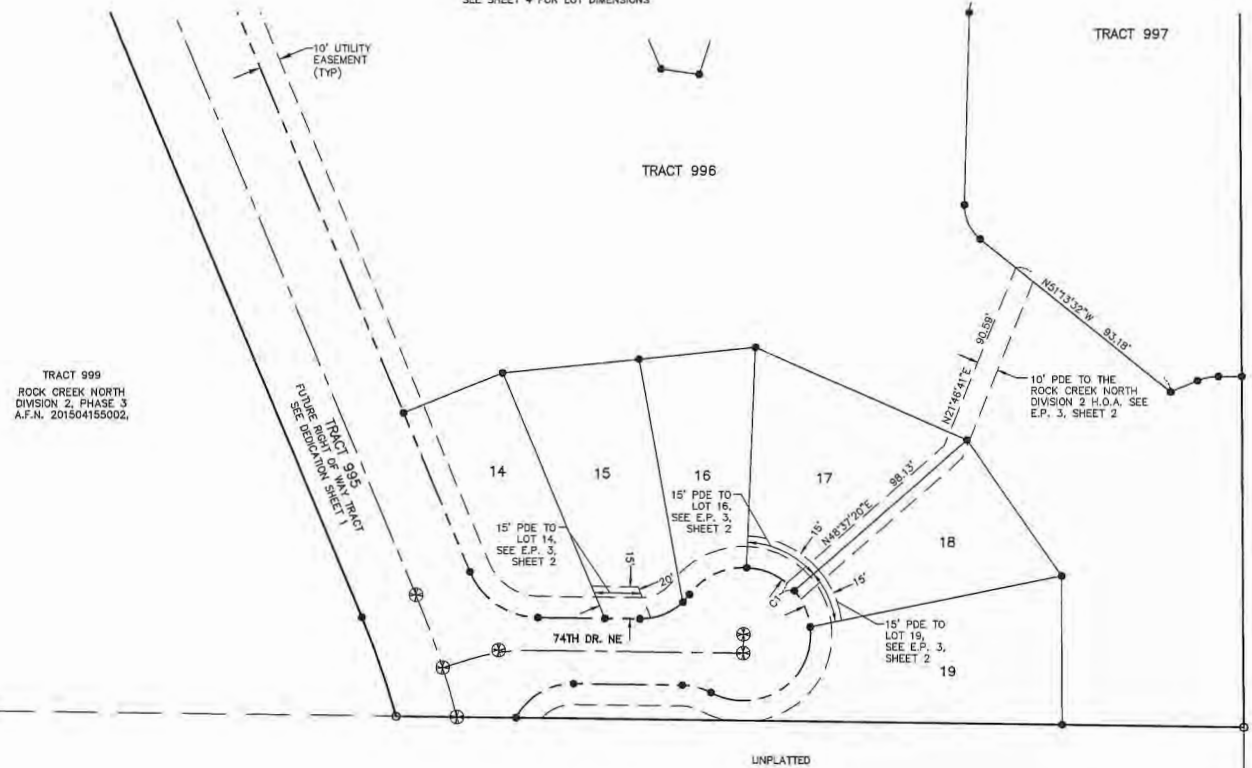 SEE SHEET 4 FOR LOT DIMENSIONS
10' UTILITY
EASEMENT
(TYP)
TRACT 997
TRACT 996
TRACT 999
ROCK CREEK NORTH
DIVISION 2, PHASE 3
A.F.N. 201504155002,
TRACT 995
FUTURE RIGHT OF WAY TRACT
SEE DEDICATION SHEET 1
N51°13'32"W 93.18'
N21°46'41"E 90.59'
10' PDE TO THE
ROCK CREEK NORTH
DIVISION 2 H.O.A. SEE
E.P. 3, SHEET 2
14
15
16
17
18
19
15' PDE TO
LOT 16,
SEE E.P. 3,
SHEET 2
15'
N48°37'20"E 98.13'
15' PDE TO
LOT 14,
SEE E.P. 3,
SHEET 2
15'
20'
C1
15'
15' PDE TO
LOT 19,
SEE E.P. 3,
SHEET 2
74TH DR. NE
UNPLATTED